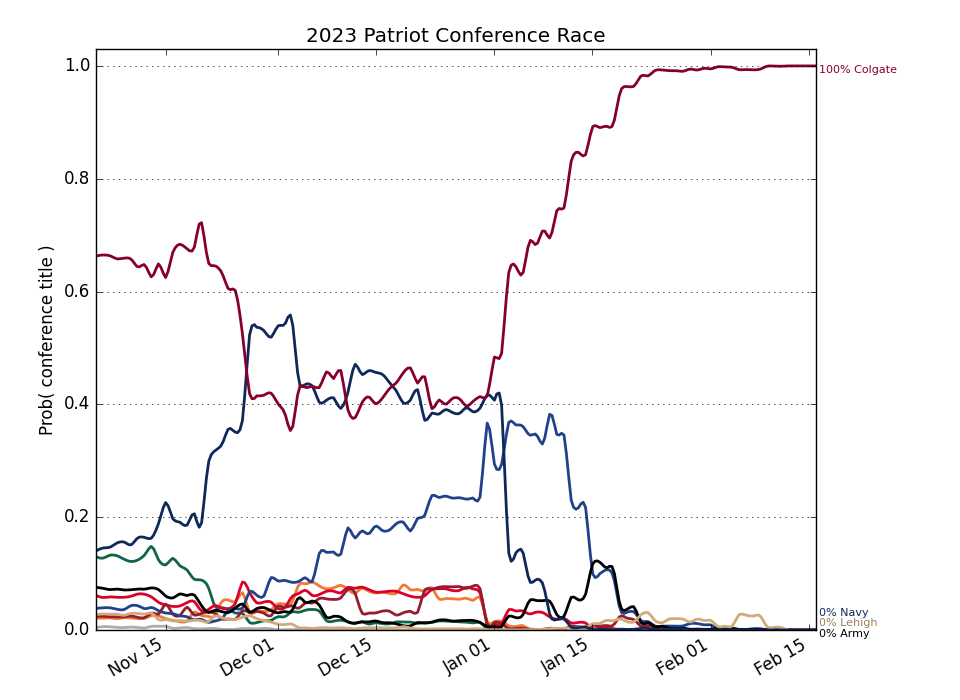 2023 Patriot Conference Race
Prob( conference title )
1.0
0.8
0.6
0.4
0.2
0.0
100% Colgate
0% Navy
0% Lehigh
0% Army
Nov 15
Dec 01
Dec 15
Jan 01
Jan 15
Feb 01
Feb 15